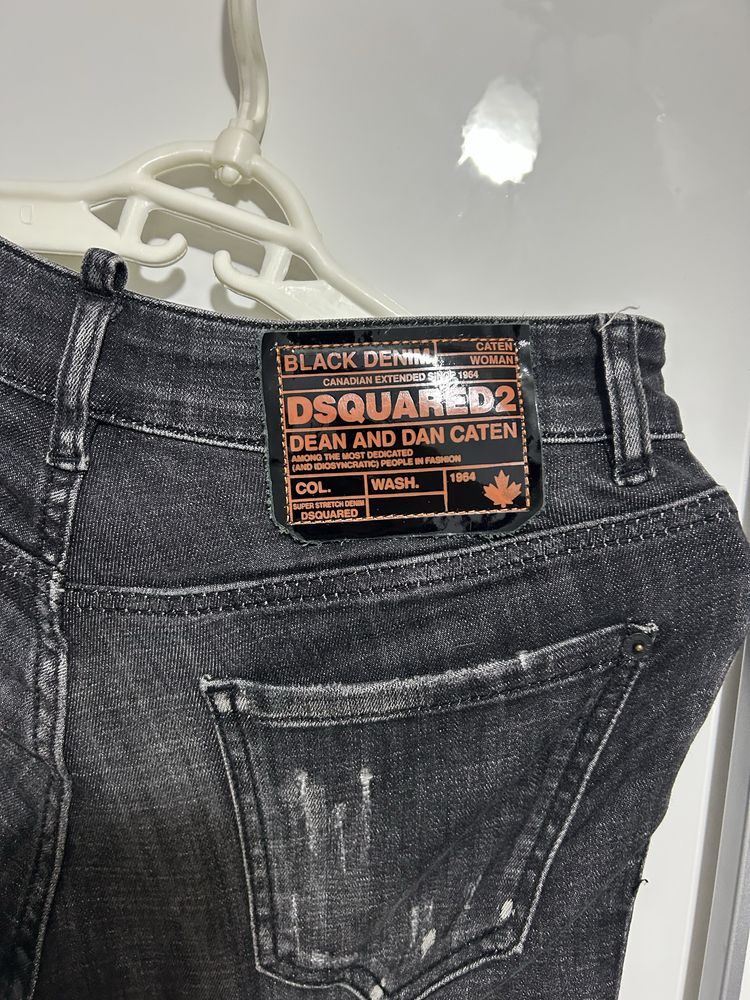 BLACK DENIM
CATEN
WOMAN
CANADIAN EXTENDED SINCE 1964
DSQUARED2
DEAN AND DAN CATEN
AMONG THE MOST DEDICATED
(AND IDIOSYNCRATIC) PEOPLE IN FASHION
COL.
WASH.
1964
SUPER STRETCH DENIM
DSQUARED